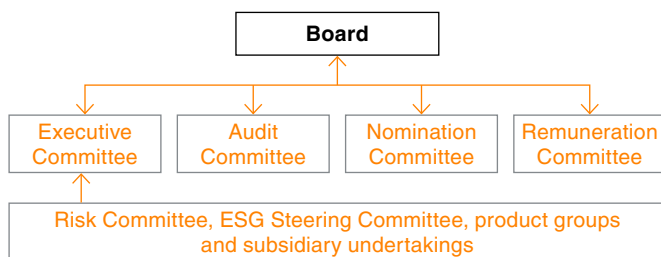 Board
Executive
Committee
Audit
Committee
Nomination
Committee
Remuneration
Committee
Risk Committee, ESG Steering Committee, product groups
and subsidiary undertakings